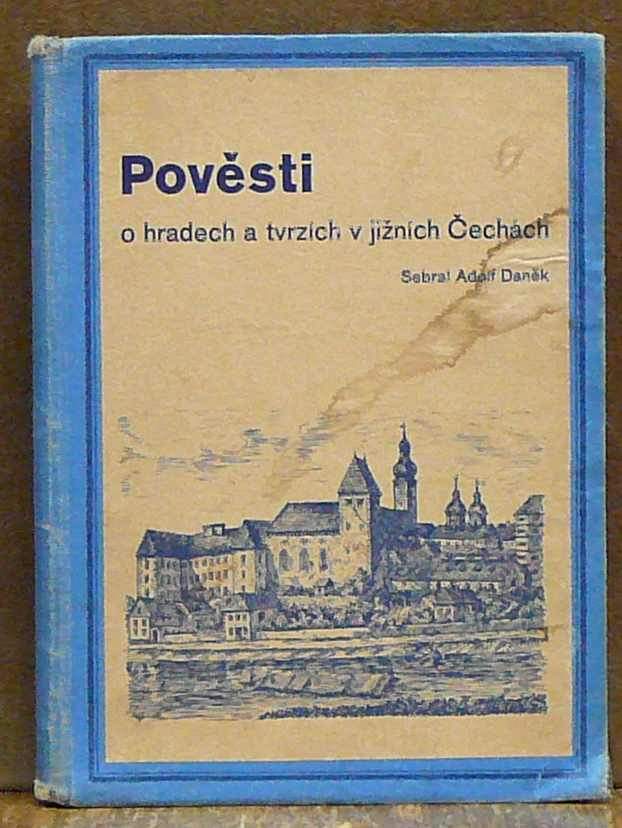 Pověsti
o hradech a tvrzích v jižních Čechách
Sebral Adolf Daněk